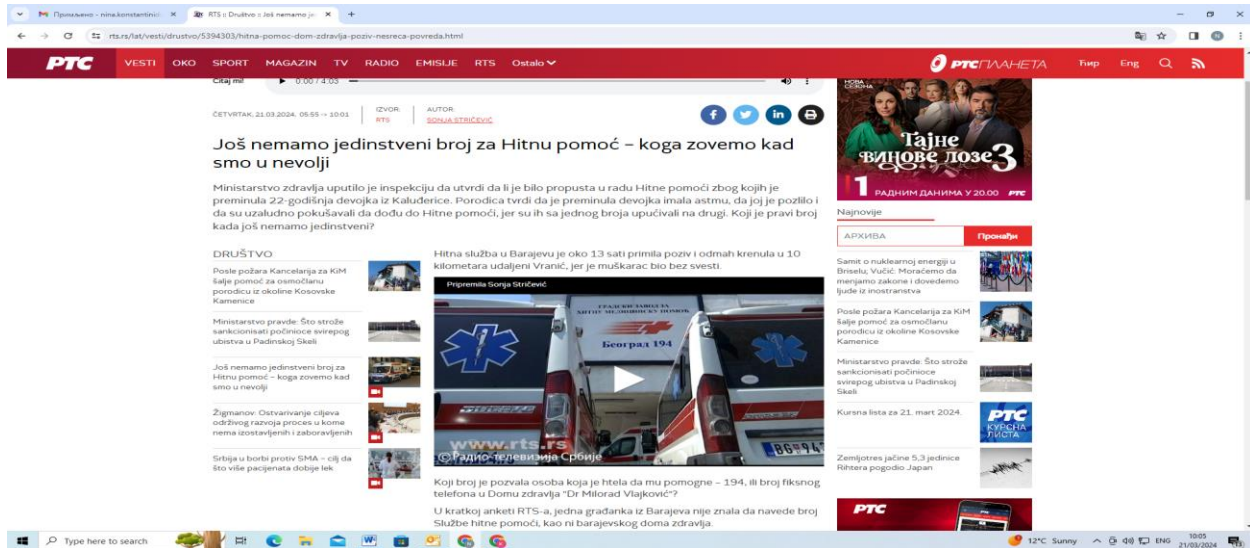 Примљено - nina.konstantinic
RTS :: Društvo :: Još nemamo je
rts.rs/lat/vesti/drustvo/5394303/hitna-pomoc-dom-zdravlja-poziv-nesreca-povreda.html
РТС VESTI OKO SPORT MAGAZIN TV RADIO EMISIJE RTS Ostalo РТСПЛАНЕТА Ћир Eng
Čitaj mi! 0:00 / 4:03
ČETVRTAK, 21.03.2024, 05:55 -> 10:01
IZVOR:
RTS
AUTOR:
SONJA STRIČEVIĆ
Još nemamo jedinstveni broj za Hitnu pomoć – koga zovemo kad
smo u nevolji
Ministarstvo zdravlja uputilo je inspekciju da utvrdi da li je bilo propusta u radu Hitne pomoći zbog kojih je
preminula 22-godišnja devojka iz Kaluđerice. Porodica tvrdi da je preminula devojka imala astmu, da joj je pozlilo i
da su uzaludno pokušavali da dođu do Hitne pomoći, jer su ih sa jednog broja upućivali na drugi. Koji je pravi broj
kada još nemamo jedinstveni?
DRUŠTVO
Posle požara Kancelarija za KiM
šalje pomoć za osmočlanu
porodicu iz okoline Kosovske
Kamenice
Ministarstvo pravde: Što strože
sankcionisati počinioce svirepog
ubistva u Padinskoj Skeli
Još nemamo jedinstveni broj za
Hitnu pomoć – koga zovemo kad
smo u nevolji
Žigmanov: Ostvarivanje ciljeva
održivog razvoja proces u kome
nema izostavljenih i zaboravljenih
Srbija u borbi protiv SMA – cilj da
što više pacijenata dobije lek
Hitna služba u Barajevu je oko 13 sati primila poziv i odmah krenula u 10
kilometara udaljeni Vranić, jer je muškarac bio bez svesti.
Pripremila Sonja Stričević
ГРАДСКИ ЗАВОД ЗА
ХИТНУ МЕДИЦИНСКУ ПОМОЋ
Београд 194
www.rts.rs
©Радио-телевизија Србије
Koji broj je pozvala osoba koja je htela da mu pomogne – 194, ili broj fiksnog
telefona u Domu zdravlja "Dr Milorad Vlajković"?
U kratkoj anketi RTS-a, jedna građanka iz Barajeva nije znala da navede broj
Službe hitne pomoći, kao ni barajevskog doma zdravlja.
НОВА
СЕЗОНА
Тајне
винове лозе 3
1 РАДНИМ ДАНИМА У 20.00 РТС
Najnovije
АРХИВА Пронађи
Samit o nuklearnoj energiji u
Briselu, Vučić: Moraćemo da
menjamo zakone i dovedemo
ljude iz inostranstva
Posle požara Kancelarija za KiM
šalje pomoć za osmočlanu
porodicu iz okoline Kosovske
Kamenice
Ministarstvo pravde: Što strože
sankcionisati počinioce
svirepog ubistva u Padinskoj
Skeli
Kursna lista za 21. mart 2024.
РТС
КУРСНА
ЛИСТА
Zemljotres jačine 5,3 jedinice
Rihtera pogodio Japan
РТС
Type here to search
12°C Sunny
ENG
10:05
21/03/2024